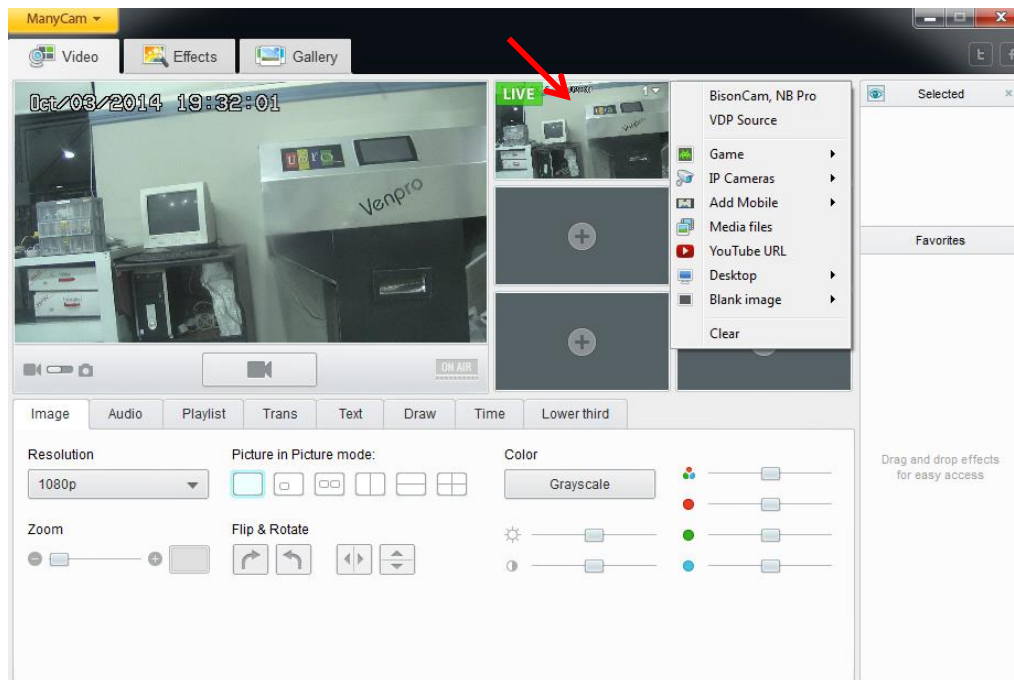 ManyCam
Video
Effects
Gallery
Oct/03/2014 19:32:01
Venpro
LIVE
1
BisonCam, NB Pro
VDP Source
Game
IP Cameras
Add Mobile
Media files
YouTube URL
Desktop
Blank image
Clear
Selected
Favorites
Drag and drop effects
for easy access
ON AIR
Image
Audio
Playlist
Trans
Text
Draw
Time
Lower third
Resolution
1080p
Picture in Picture mode:
Color
Grayscale
Zoom
Flip & Rotate